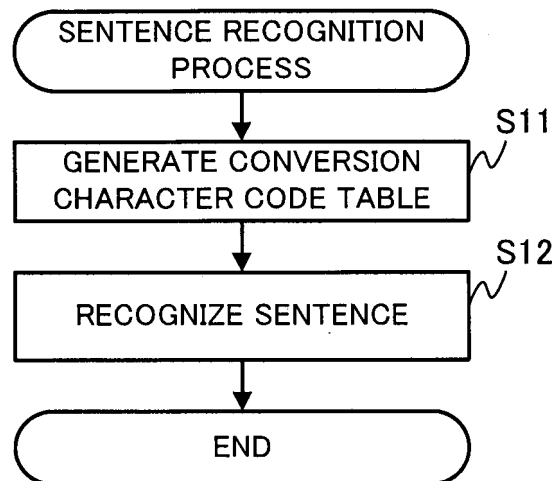 SENTENCE RECOGNITION
PROCESS
S11
GENERATE CONVERSION
CHARACTER CODE TABLE
S12
RECOGNIZE SENTENCE
END